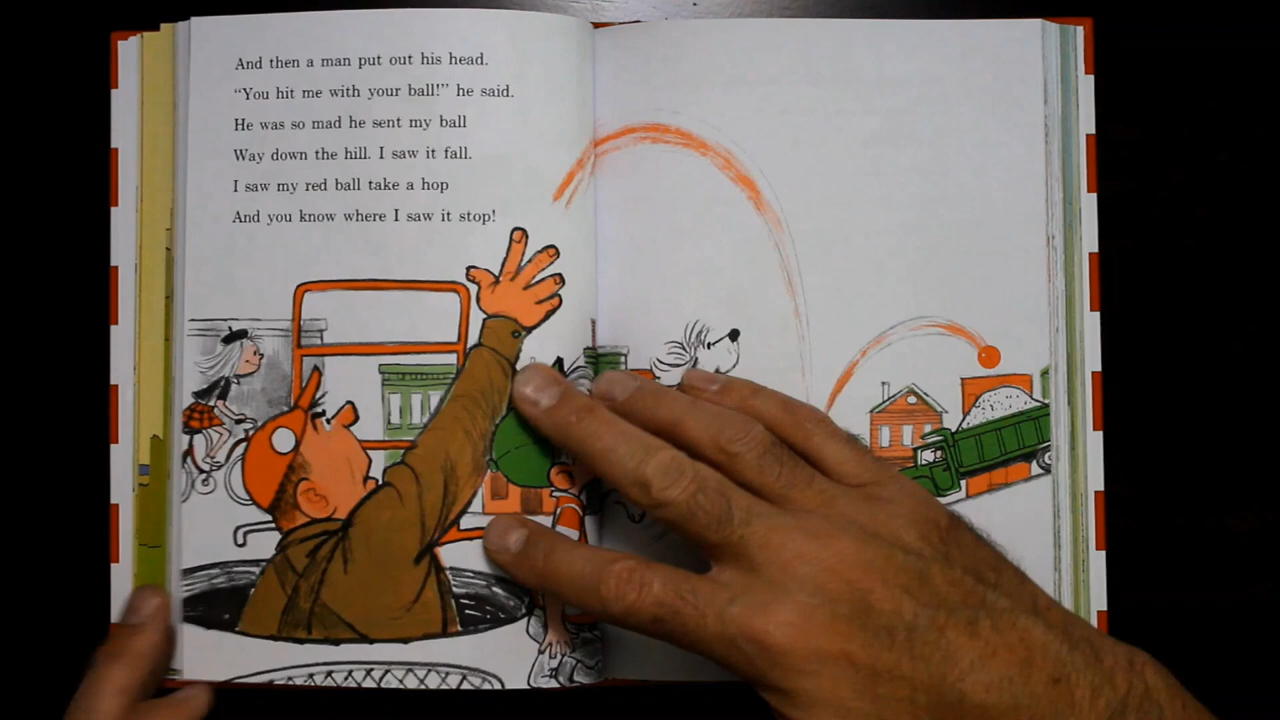 And then a man put out his head.
“You hit me with your ball!” he said.
He was so mad he sent my ball
Way down the hill. I saw it fall.
I saw my red ball take a hop
And you know where I saw it stop!